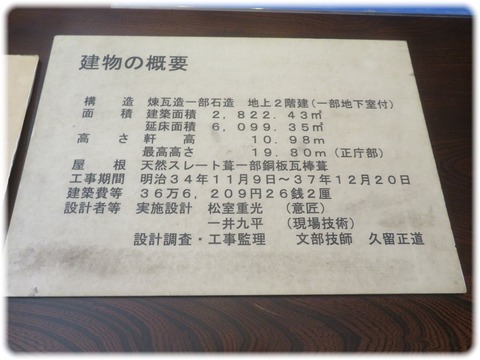 建物の概要
構　造　煉瓦造一部石造　地上２階建（一部地下室付）
面　積　建築面積　２，８２２．４３㎡
延床面積　６，０９９．３５㎡
高　さ　軒　高　１０．９８ｍ
最高高さ　１９．８０ｍ（正庁部）
屋　根　天然スレート葺一部銅板瓦棒葺
工事期間　明治３４年１１月９日～３７年１２月２０日
建築費等　３６万６，２０９円２６銭２厘
設計者等　実施設計　松室重光　（意匠）
一井九平　（現場技術）
設計調査・工事監理　文部技師　久留正道